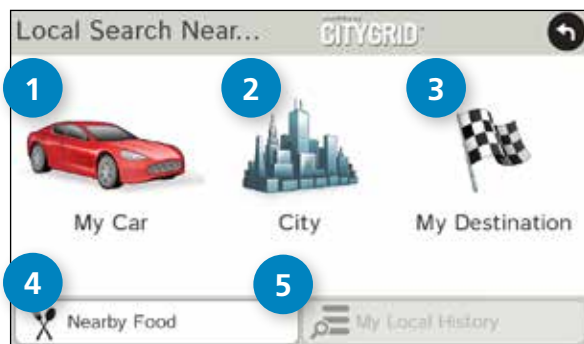 Local Search Near... CITYGRID
1 2 3
My Car City My Destination
4 5
Nearby Food My Local History